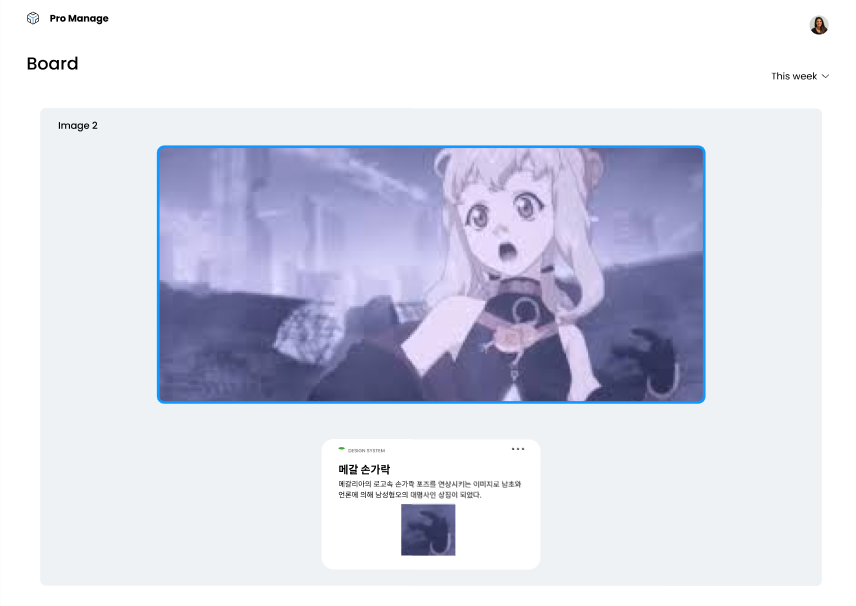 Pro Manage
Board
This week
Image 2
DESIGN SYSTEM
메갈 손가락
메갈리아의 로고속 손가락 포즈를 연상시키는 이미지로 남초와
언론에 의해 남성혐오의 대명사인 상징이 되었다.